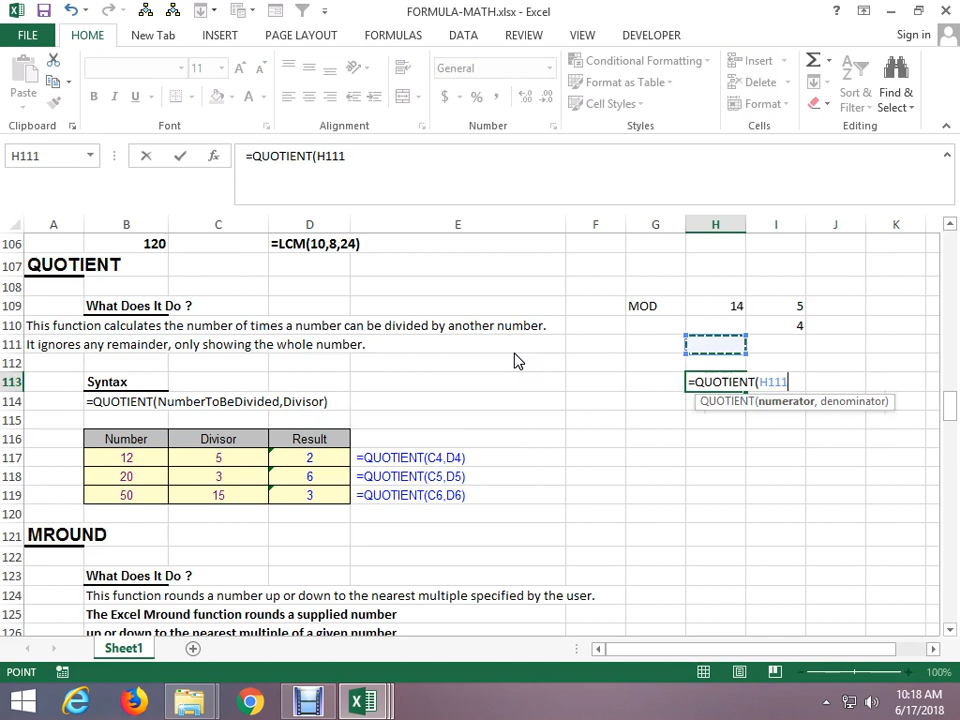 FORMULA-MATH.xlsx - Excel
?
FILE HOME New Tab INSERT PAGE LAYOUT FORMULAS DATA REVIEW VIEW DEVELOPER Sign in
Paste
11 A A
B I U A
General
$ % ,
Conditional Formatting
Format as Table
Cell Styles
Insert
Delete
Format
Σ
Sort & Filter
Find & Select
Clipboard Font Alignment Number Styles Cells Editing
H111 fx =QUOTIENT(H111
A B C D E F G H I J K
106 120 =LCM(10,8,24)
107 QUOTIENT
108
109 What Does It Do ? MOD 14 5
110 This function calculates the number of times a number can be divided by another number. 4
111 It ignores any remainder, only showing the whole number.
112
113 Syntax =QUOTIENT(H111
114 =QUOTIENT(NumberToBeDivided,Divisor) QUOTIENT(numerator, denominator)
115
116 Number Divisor Result
117 12 5 2 =QUOTIENT(C4,D4)
118 20 3 6 =QUOTIENT(C5,D5)
119 50 15 3 =QUOTIENT(C6,D6)
120
121 MROUND
122
123 What Does It Do ?
124 This function rounds a number up or down to the nearest multiple specified by the user.
125 The Excel Mround function rounds a supplied number
126 up or down to the nearest multiple of a given number
Sheet1
POINT 100%
10:18 AM
6/17/2018